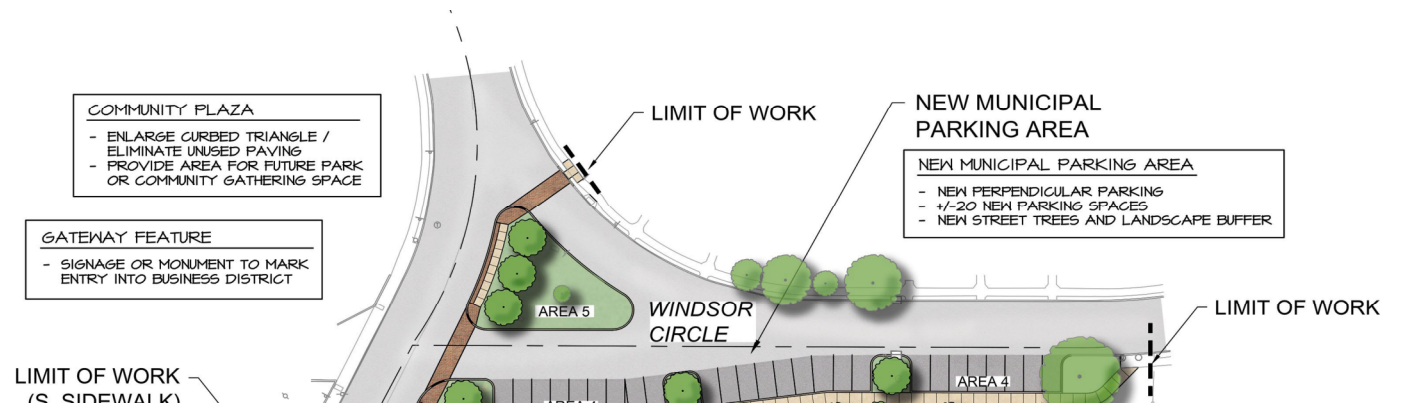 COMMUNITY PLAZA
- ENLARGE CURBED TRIANGLE /
ELIMINATE UNUSED PAVING
- PROVIDE AREA FOR FUTURE PARK
OR COMMUNITY GATHERING SPACE
GATEWAY FEATURE
- SIGNAGE OR MONUMENT TO MARK
ENTRY INTO BUSINESS DISTRICT
LIMIT OF WORK
(S. SIDEWALK)
LIMIT OF WORK
NEW MUNICIPAL
PARKING AREA
NEW MUNICIPAL PARKING AREA
- NEW PERPENDICULAR PARKING
- +/-20 NEW PARKING SPACES
- NEW STREET TREES AND LANDSCAPE BUFFER
AREA 5
WINDSOR
CIRCLE
LIMIT OF WORK
AREA 4